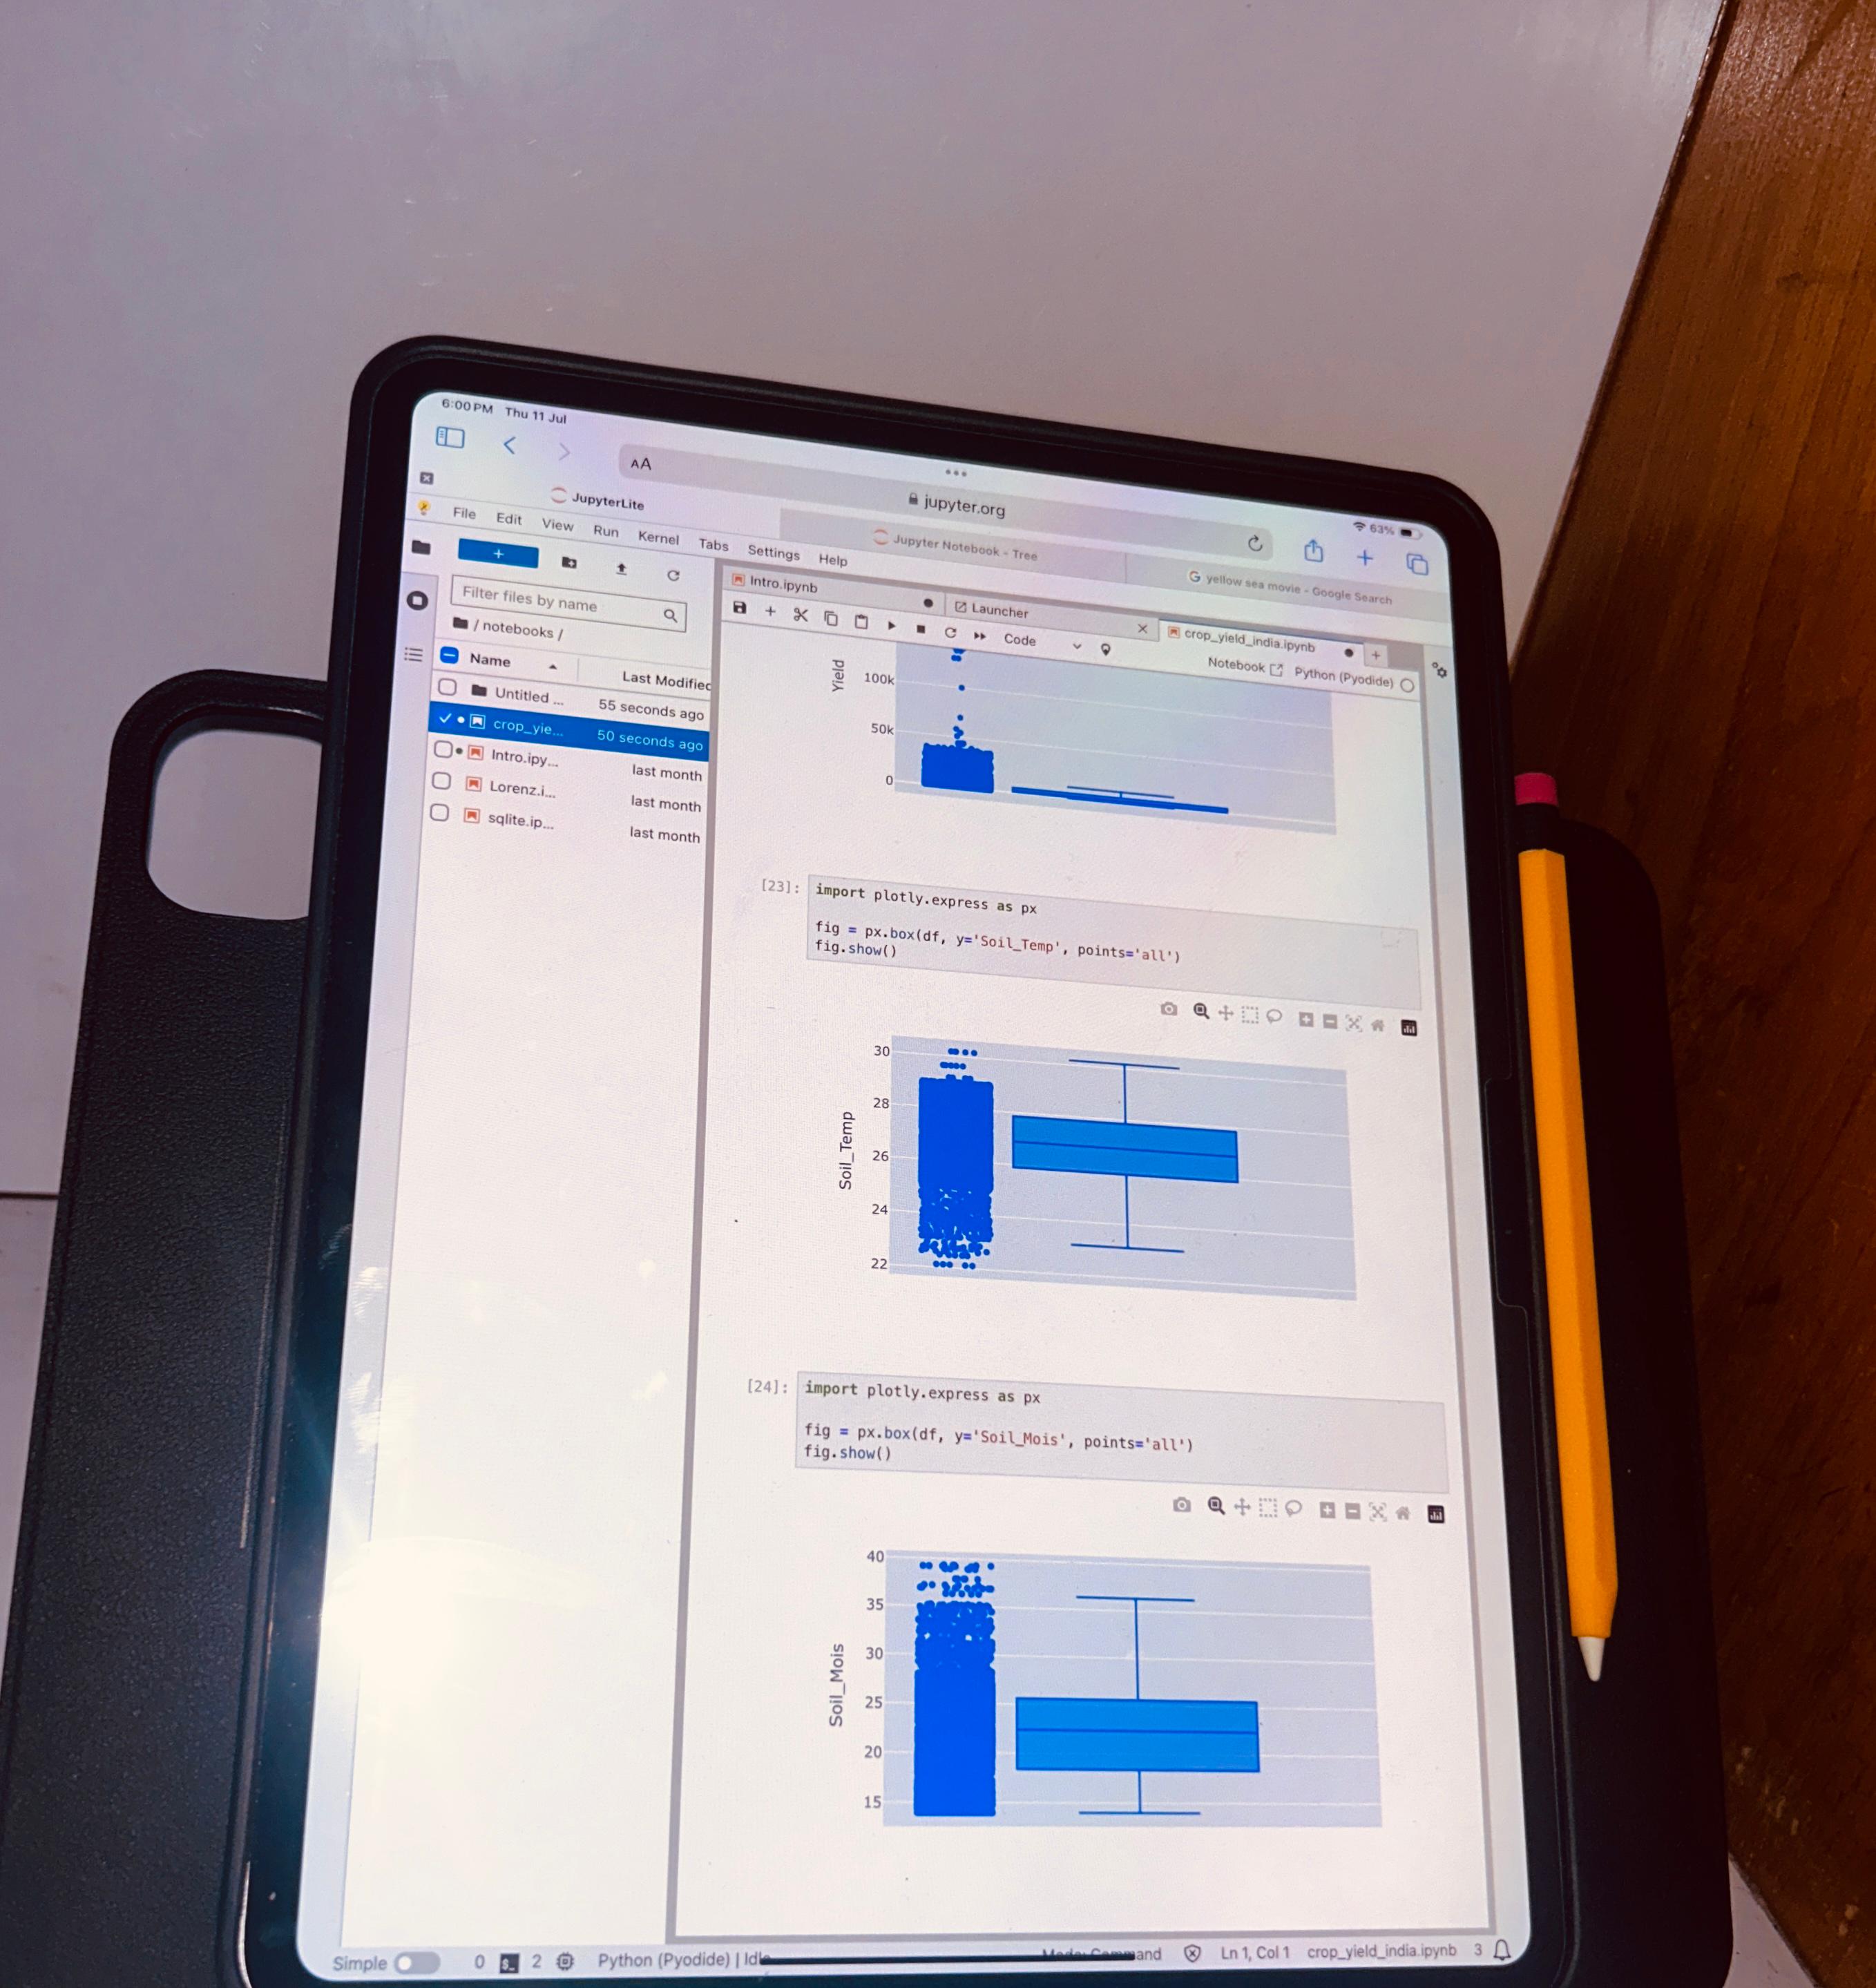 6:00 PM Thu 11 Jul
63%
AA
jupyter.org
JupyterLite
Jupyter Notebook - Tree
yellow sea movie - Google Search
File Edit View Run Kernel Tabs Settings Help
Filter files by name
/ notebooks /
Name Last Modified
Untitled ... 55 seconds ago
crop_yie... 50 seconds ago
Intro.ipy... last month
Lorenz.i... last month
sqlite.ip... last month
Intro.ipynb
Launcher
crop_yield_india.ipynb
Code
Notebook Python (Pyodide)
Yield
100k
50k
0
[23]: import plotly.express as px
fig = px.box(df, y='Soil_Temp', points='all')
fig.show()
Soil_Temp
30
28
26
24
22
[24]: import plotly.express as px
fig = px.box(df, y='Soil_Mois', points='all')
fig.show()
Soil_Mois
40
35
30
25
20
15
Simple 0 $_ 2 Python (Pyodide) | Idle Mode: Command Ln 1, Col 1 crop_yield_india.ipynb 3